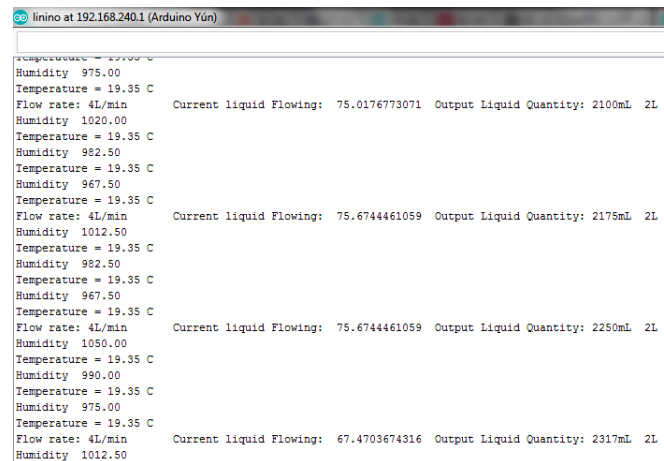 linino at 192.168.240.1 (Arduino Yún)
Temperature = 19.35 C
Humidity  975.00
Temperature = 19.35 C
Flow rate: 4L/min Current liquid Flowing: 75.0176773071 Output Liquid Quantity: 2100mL 2L
Humidity  1020.00
Temperature = 19.35 C
Humidity  982.50
Temperature = 19.35 C
Humidity  967.50
Temperature = 19.35 C
Flow rate: 4L/min Current liquid Flowing: 75.6744461059 Output Liquid Quantity: 2175mL 2L
Humidity  1012.50
Temperature = 19.35 C
Humidity  982.50
Temperature = 19.35 C
Humidity  967.50
Temperature = 19.35 C
Flow rate: 4L/min Current liquid Flowing: 75.6744461059 Output Liquid Quantity: 2250mL 2L
Humidity  1050.00
Temperature = 19.35 C
Humidity  990.00
Temperature = 19.35 C
Humidity  975.00
Temperature = 19.35 C
Flow rate: 4L/min Current liquid Flowing: 67.4703674316 Output Liquid Quantity: 2317mL 2L
Humidity  1012.50